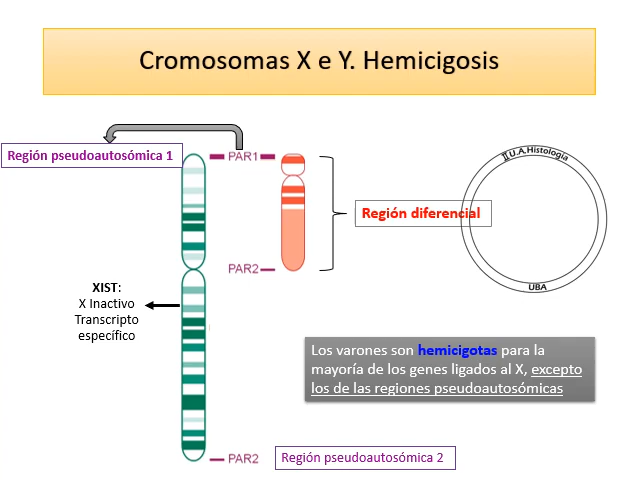 Cromosomas X e Y. Hemicigosis
Región pseudoautosómica 1
PAR1
II U.A.Histología
Región diferencial
PAR2
UBA
XIST:
X Inactivo
Transcripto
específico
Los varones son hemicigotas para la
mayoría de los genes ligados al X, excepto
los de las regiones pseudoautosómicas
PAR2
Región pseudoautosómica 2